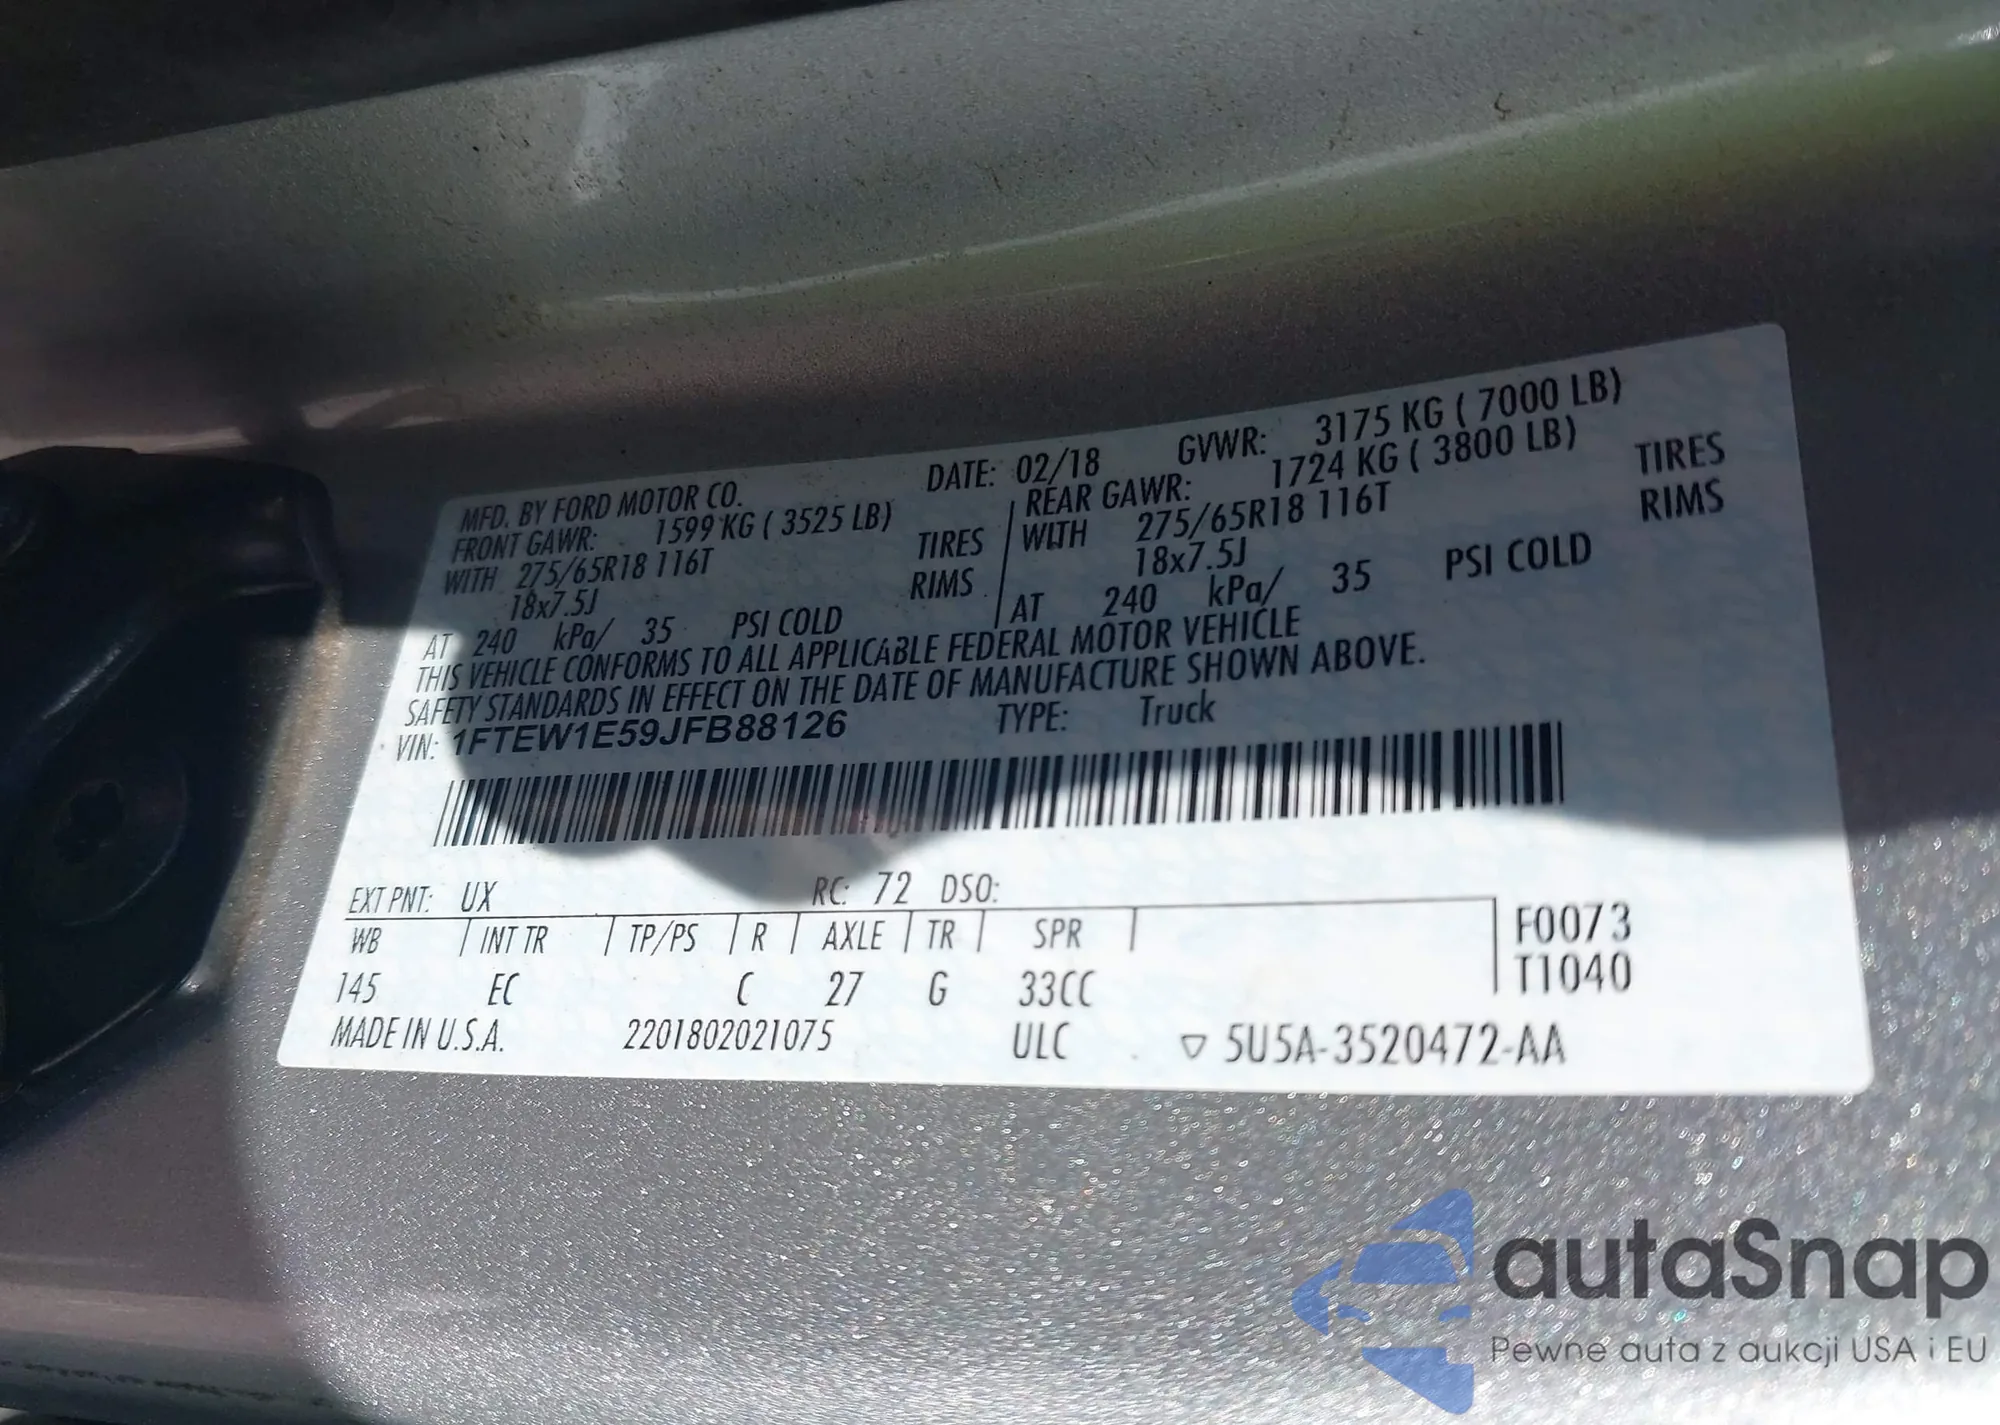 MFD. BY FORD MOTOR CO. DATE: 02/18 GVWR: 3175 KG ( 7000 LB)
FRONT GAWR: 1599 KG ( 3525 LB) REAR GAWR: 1724 KG ( 3800 LB)
WITH 275/65R18 116T TIRES WITH 275/65R18 116T TIRES
18x7.5J RIMS 18x7.5J RIMS
AT 240 kPa/ 35 PSI COLD AT 240 kPa/ 35 PSI COLD
THIS VEHICLE CONFORMS TO ALL APPLICABLE FEDERAL MOTOR VEHICLE
SAFETY STANDARDS IN EFFECT ON THE DATE OF MANUFACTURE SHOWN ABOVE.
VIN: 1FTEW1E59JFB88126 TYPE: Truck
EXT PNT: UX RC: 72 DSO:
WB INT TR TP/PS R AXLE TR SPR F0073
145 EC C 27 G 33CC T1040
MADE IN U.S.A. 2201802021075 ULC ▽ 5U5A-3520472-AA
autaSnap
Pewne auta z aukcji USA i EU